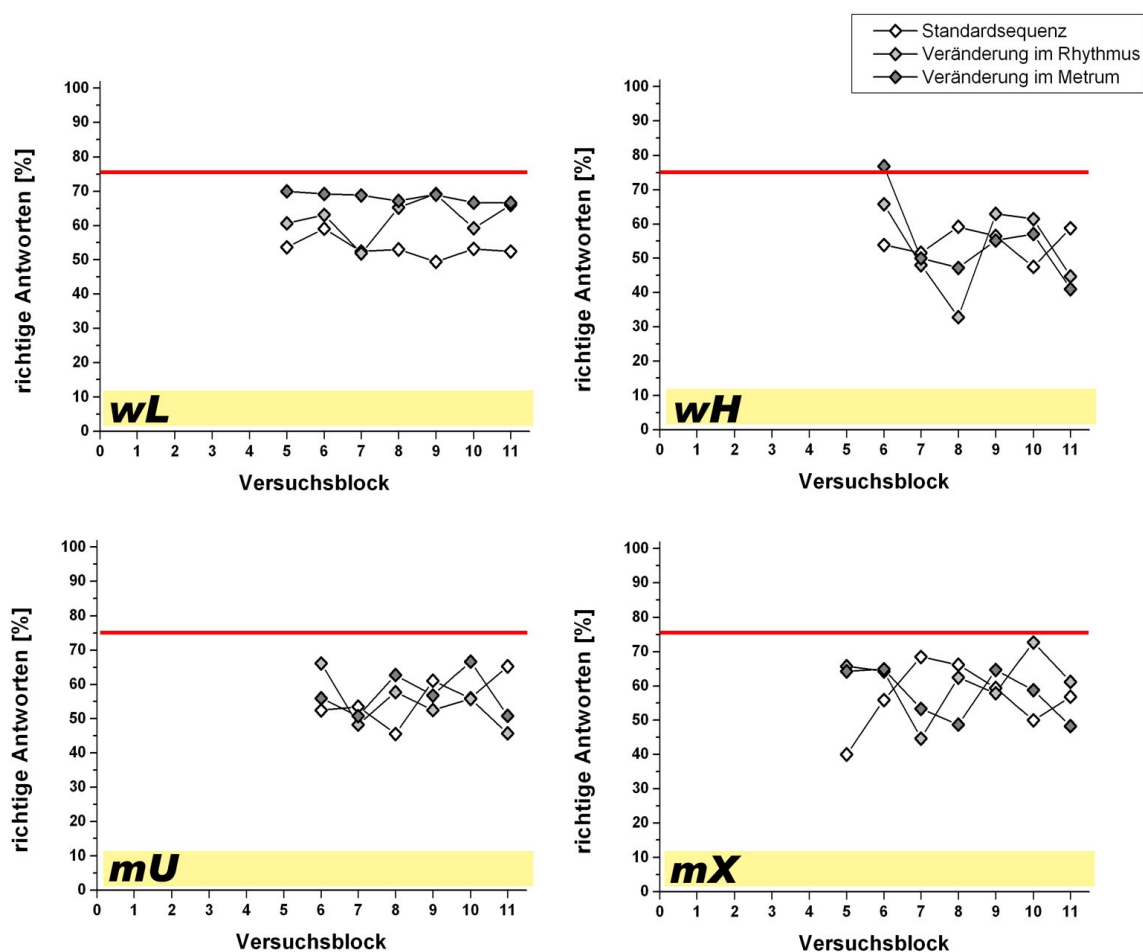 Standardsequenz
Veränderung im Rhythmus
Veränderung im Metrum
richtige Antworten [%]
100
90
80
70
60
50
40
30
20
10
0
wL
0 1 2 3 4 5 6 7 8 9 10 11
Versuchsblock
richtige Antworten [%]
100
90
80
70
60
50
40
30
20
10
0
wH
0 1 2 3 4 5 6 7 8 9 10 11
Versuchsblock
richtige Antworten [%]
100
90
80
70
60
50
40
30
20
10
0
mU
0 1 2 3 4 5 6 7 8 9 10 11
Versuchsblock
richtige Antworten [%]
100
90
80
70
60
50
40
30
20
10
0
mX
0 1 2 3 4 5 6 7 8 9 10 11
Versuchsblock